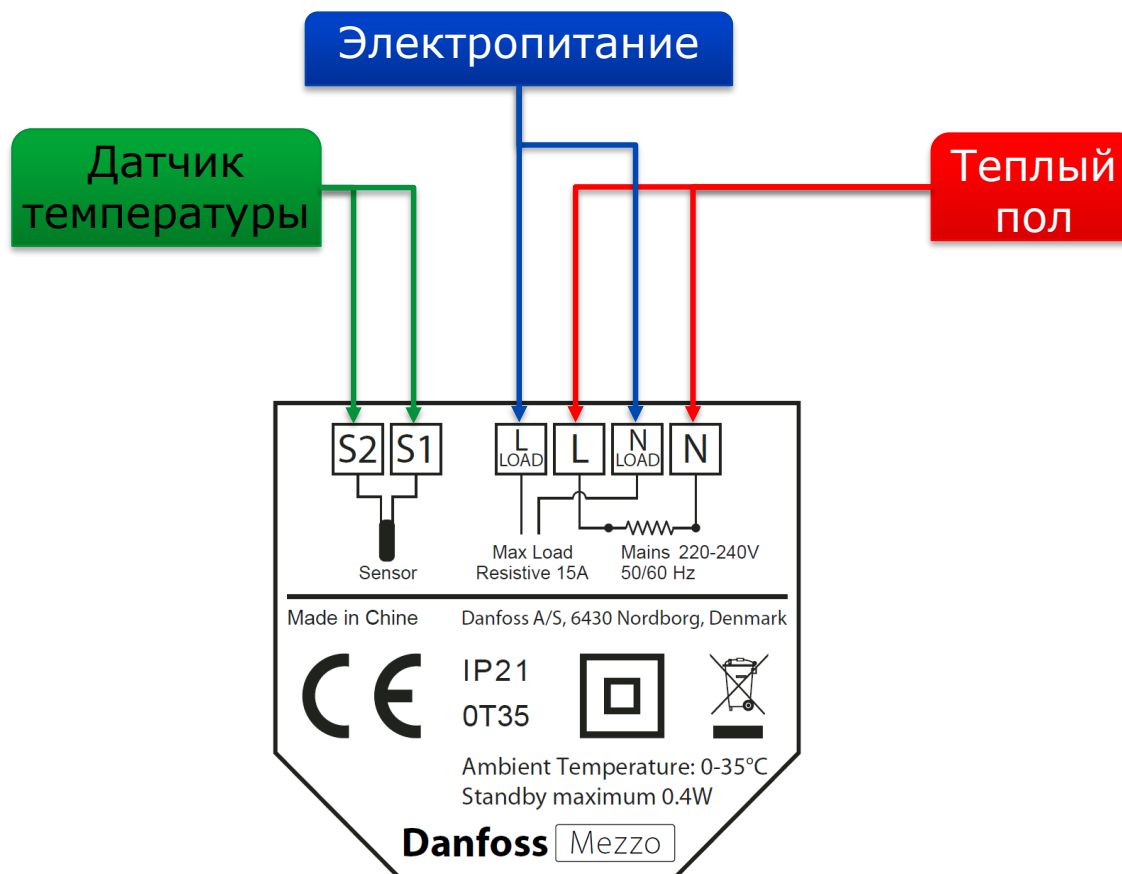 Электропитание
Датчик
температуры
Теплый
пол
S2 S1 L LOAD L N LOAD N
Sensor
Max Load
Resistive 15A
Mains 220-240V
50/60 Hz
Made in Chine
Danfoss A/S, 6430 Nordborg, Denmark
CE
IP21
0T35
Ambient Temperature: 0-35°C
Standby maximum 0.4W
Danfoss Mezzo